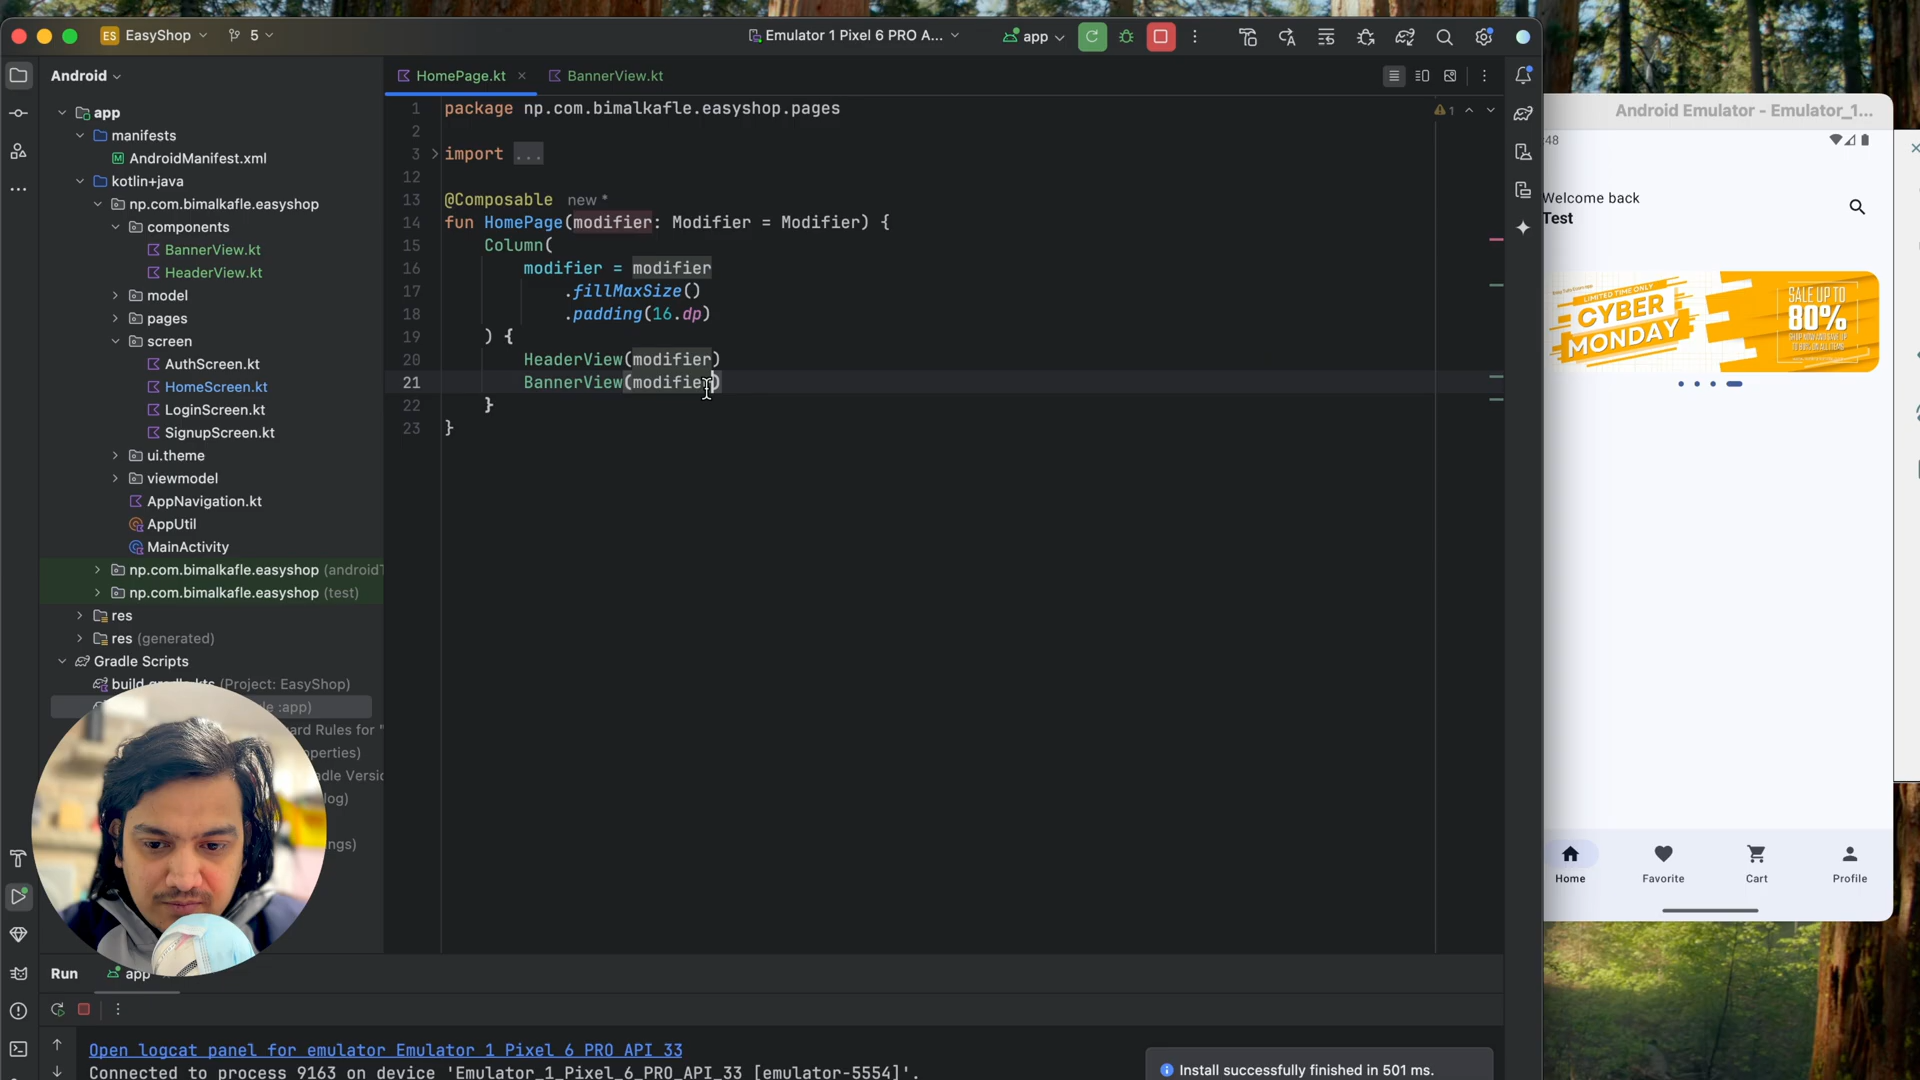 EasyShop
5
Emulator 1 Pixel 6 PRO A...
app
Android
HomePage.kt
BannerView.kt
app
manifests
AndroidManifest.xml
kotlin+java
np.com.bimalkafle.easyshop
components
BannerView.kt
HeaderView.kt
model
pages
screen
AuthScreen.kt
HomeScreen.kt
LoginScreen.kt
SignupScreen.kt
ui.theme
viewmodel
AppNavigation.kt
AppUtil
MainActivity
np.com.bimalkafle.easyshop (androidT
np.com.bimalkafle.easyshop (test)
res
res (generated)
Gradle Scripts
build.gradle.kts (Project: EasyShop)
:app)
Rules for "
1 package np.com.bimalkafle.easyshop.pages
2
3 import ...
12
13 @Composable new *
14 fun HomePage(modifier: Modifier = Modifier) {
15 Column(
16 modifier = modifier
17 .fillMaxSize()
18 .padding(16.dp)
19 ) {
20 HeaderView(modifier)
21 BannerView(modifier)
22 }
23 }
1
Android Emulator - Emulator_1...
:48
Welcome back
Test
LIMITED TIME ONLY
CYBER
MONDAY
SALE UP TO
80%
Home
Favorite
Cart
Profile
Run
app
Open logcat panel for emulator Emulator 1 Pixel 6 PRO API 33
Connected to process 9163 on device 'Emulator_1_Pixel_6_PRO_API_33 [emulator-5554]'.
Install successfully finished in 501 ms.